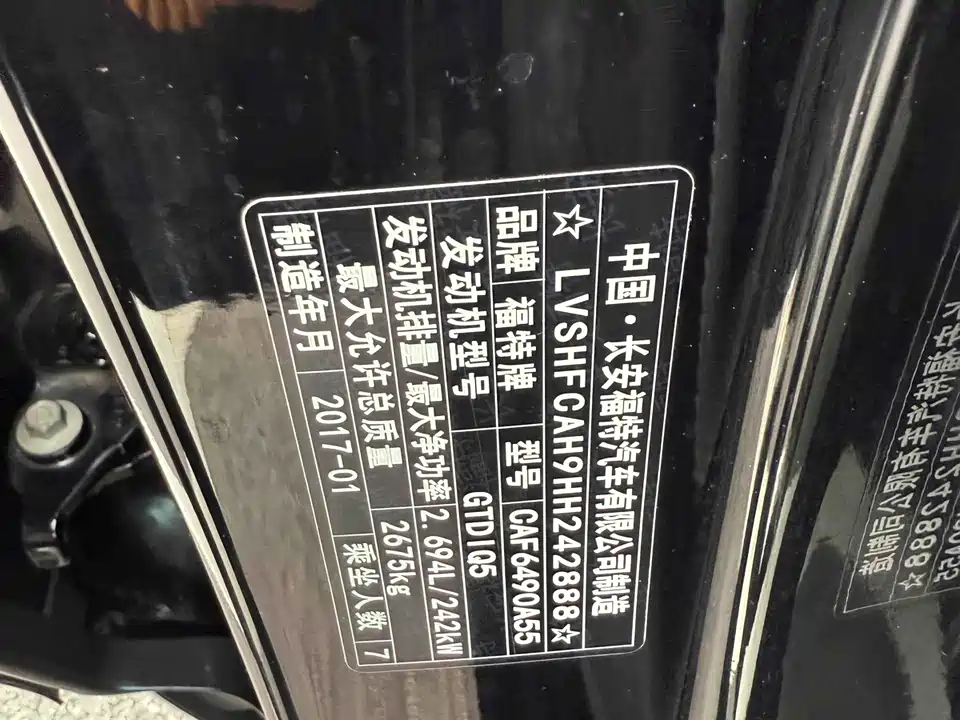 中国·长安福特汽车有限公司制造
☆ LVSHFCAH9HH242888☆
品牌 福特牌 型号 CAF6490A55
发动机型号 GTDIQ5
发动机排量/最大净功率 2.694L/242kW
最大允许总质量 2675kg
制造年月 2017-01 乘坐人数 7